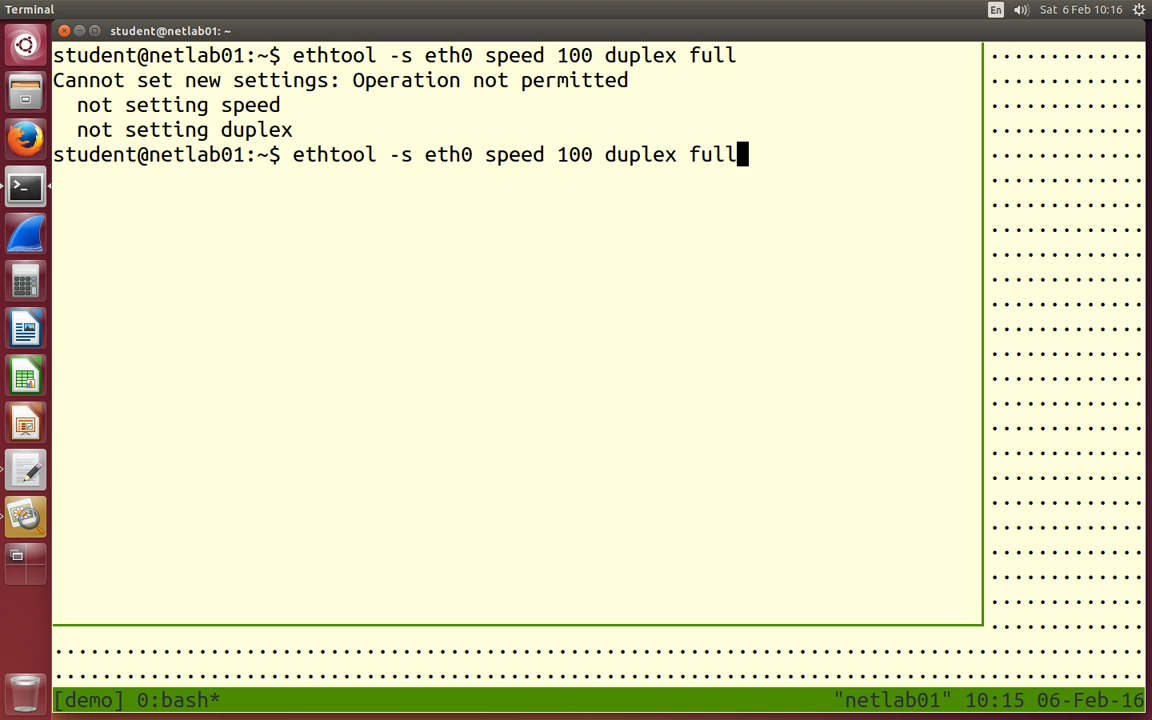 Terminal
En
Sat 6 Feb 10:16
student@netlab01: ~
student@netlab01:~$ ethtool -s eth0 speed 100 duplex full
Cannot set new settings: Operation not permitted
  not setting speed
  not setting duplex
student@netlab01:~$ ethtool -s eth0 speed 100 duplex full
[demo] 0:bash*
"netlab01" 10:15 06-Feb-16